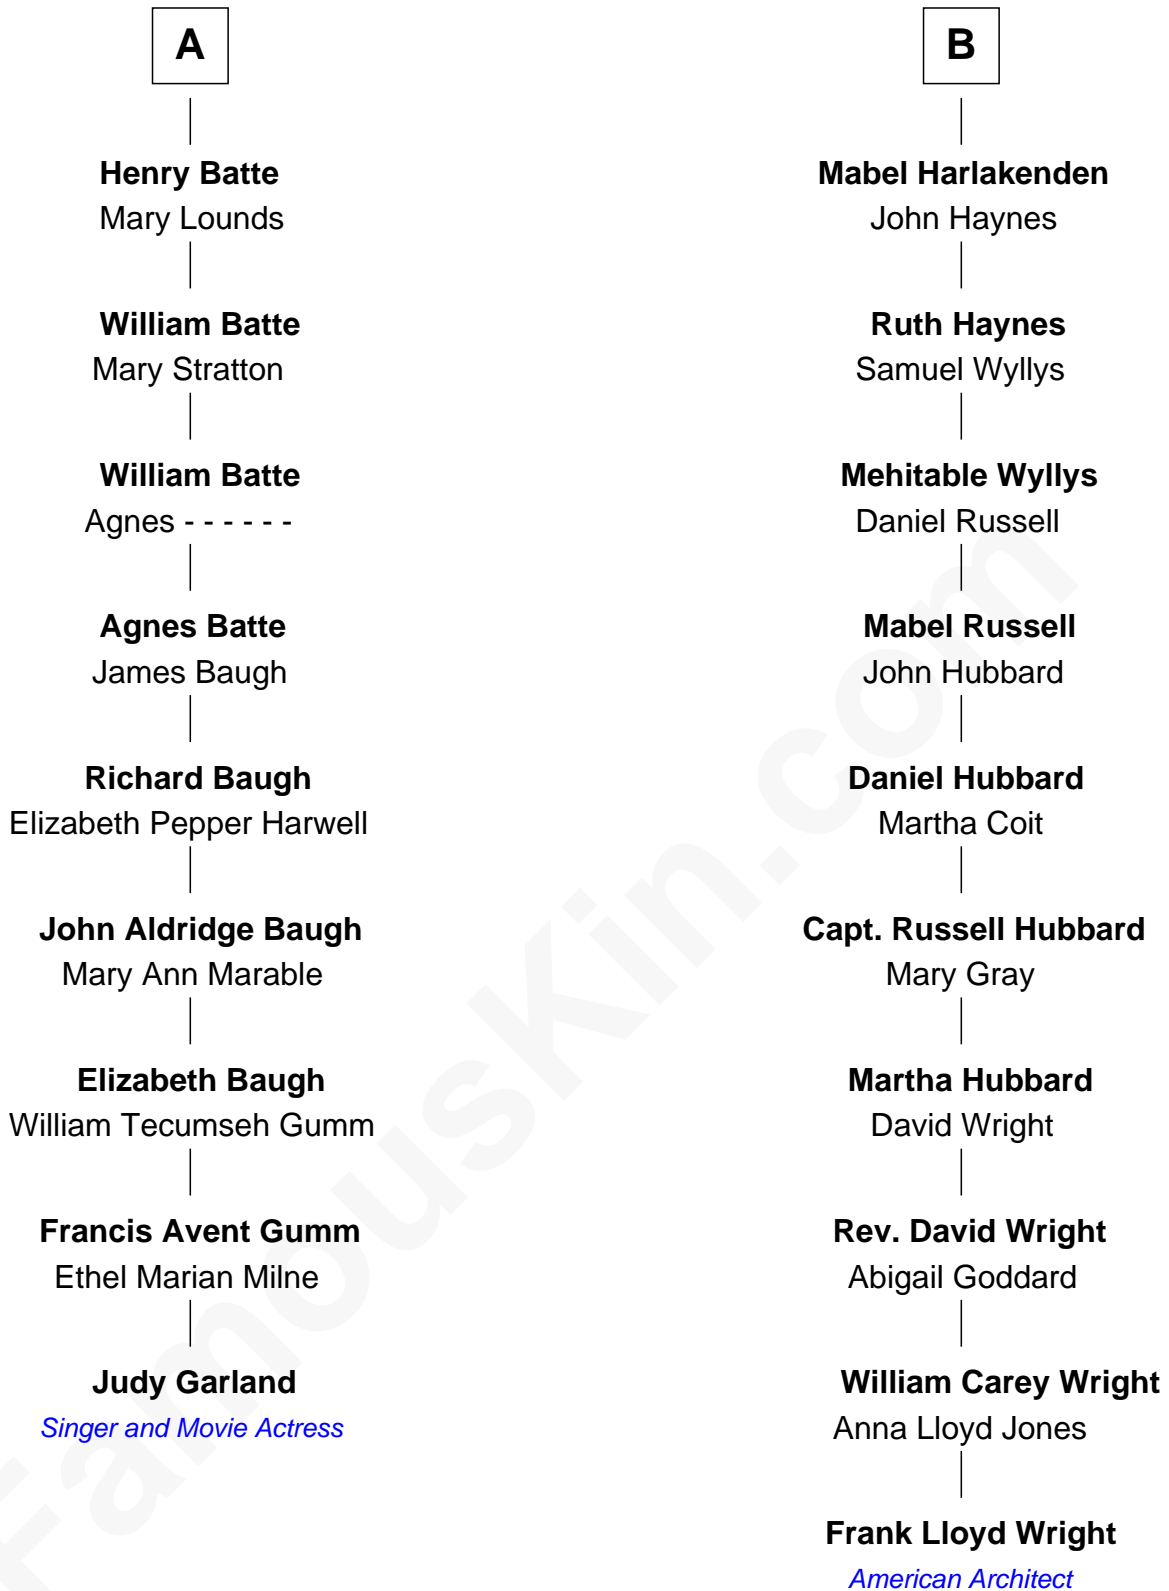 A
Henry Batte
Mary Lounds
William Batte
Mary Stratton
William Batte
Agnes - - - - - -
Agnes Batte
James Baugh
Richard Baugh
Elizabeth Pepper Harwell
John Aldridge Baugh
Mary Ann Marable
Elizabeth Baugh
William Tecumseh Gumm
Francis Avent Gumm
Ethel Marian Milne
Judy Garland
Singer and Movie Actress
B
Mabel Harlakenden
John Haynes
Ruth Haynes
Samuel Wyllys
Mehitable Wyllys
Daniel Russell
Mabel Russell
John Hubbard
Daniel Hubbard
Martha Coit
Capt. Russell Hubbard
Mary Gray
Martha Hubbard
David Wright
Rev. David Wright
Abigail Goddard
William Carey Wright
Anna Lloyd Jones
Frank Lloyd Wright
American Architect
FamousKin.com